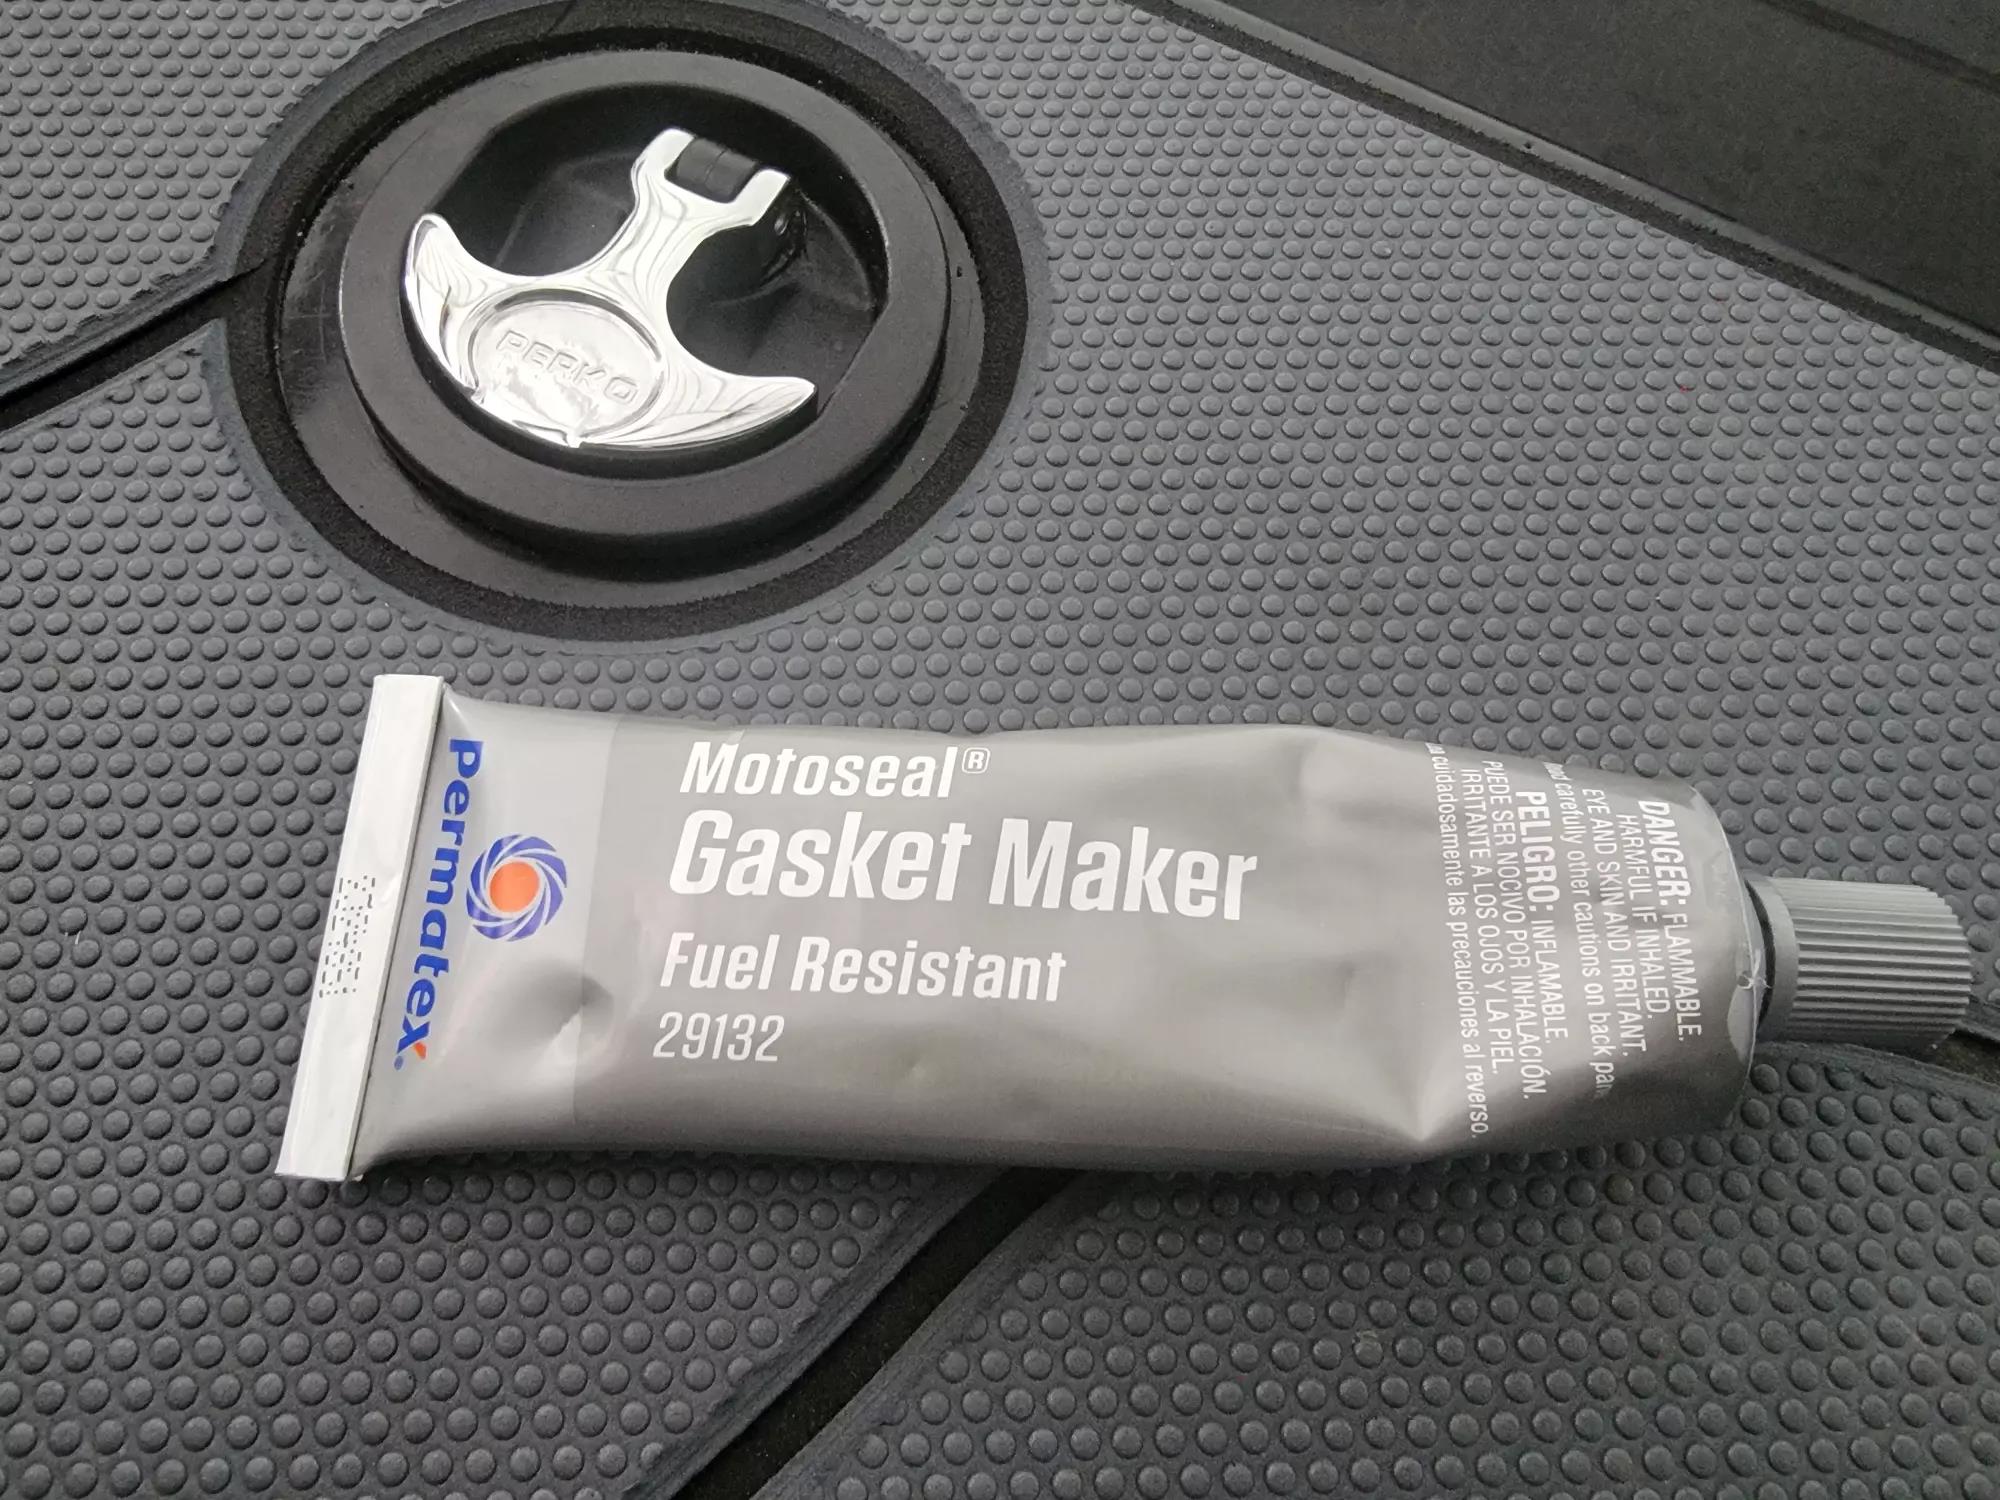 PERKO
Permatex®
Motoseal®
Gasket Maker
Fuel Resistant
29132
DANGER: FLAMMABLE.
HARMFUL IF INHALED.
EYE AND SKIN AND IRRITANT.
carefully other cautions on back
PELIGRO: INFLAMABLE.
PUEDE SER NOCIVO POR INHALACIÓN.
IRRITANTE A LOS OJOS Y LA PIEL.
cuidadosamente las precauciones al reverso.